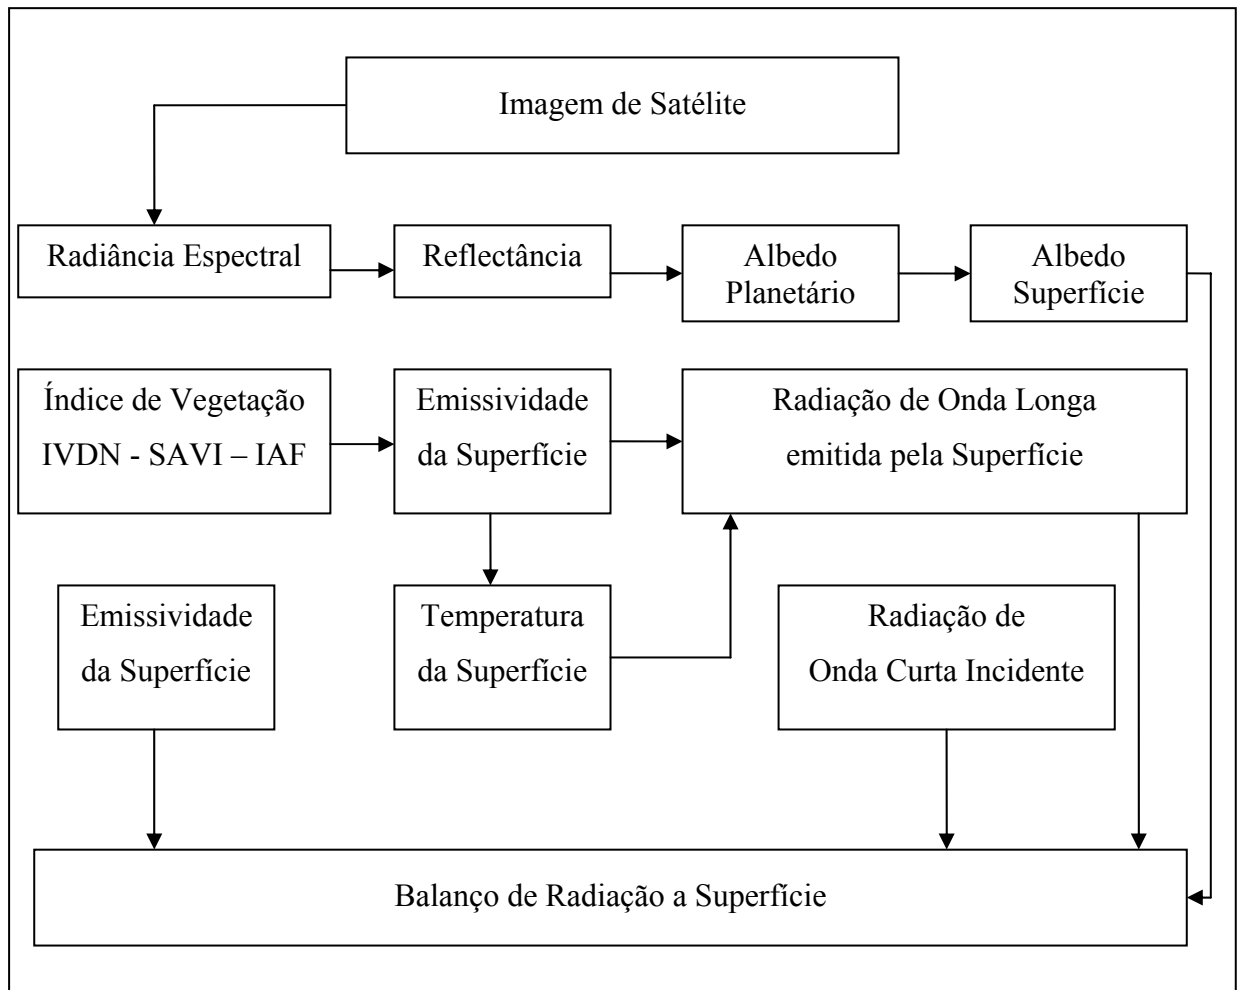 Imagem de Satélite
Radiância Espectral
Reflectância
Albedo
Planetário
Albedo
Superfície
Índice de Vegetação
IVDN - SAVI – IAF
Emissividade
da Superfície
Radiação de Onda Longa
emitida pela Superfície
Emissividade
da Superfície
Temperatura
da Superfície
Radiação de
Onda Curta Incidente
Balanço de Radiação a Superfície